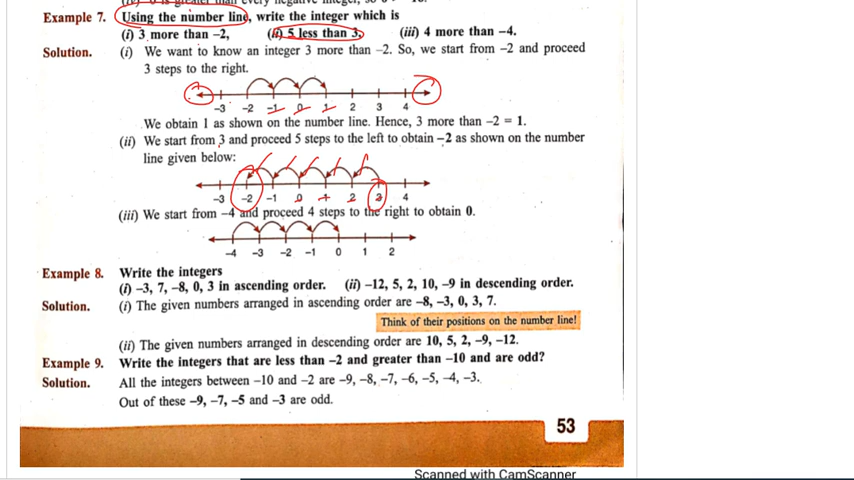 Example 7. Using the number line, write the integer which is
(i) 3 more than –2, (ii) 5 less than 3, (iii) 4 more than –4.
Solution. (i) We want to know an integer 3 more than –2. So, we start from –2 and proceed
3 steps to the right.
–3 –2 –1 0 1 2 3 4
We obtain 1 as shown on the number line. Hence, 3 more than –2 = 1.
(ii) We start from 3 and proceed 5 steps to the left to obtain –2 as shown on the number
line given below:
–3 –2 –1 0 1 2 3 4
(iii) We start from –4 and proceed 4 steps to the right to obtain 0.
–4 –3 –2 –1 0 1 2
Example 8. Write the integers
(i) –3, 7, –8, 0, 3 in ascending order. (ii) –12, 5, 2, 10, –9 in descending order.
Solution. (i) The given numbers arranged in ascending order are –8, –3, 0, 3, 7.
Think of their positions on the number line!
(ii) The given numbers arranged in descending order are 10, 5, 2, –9, –12.
Example 9. Write the integers that are less than –2 and greater than –10 and are odd?
Solution. All the integers between –10 and –2 are –9, –8, –7, –6, –5, –4, –3.
Out of these –9, –7, –5 and –3 are odd.
53
Scanned with CamScanner